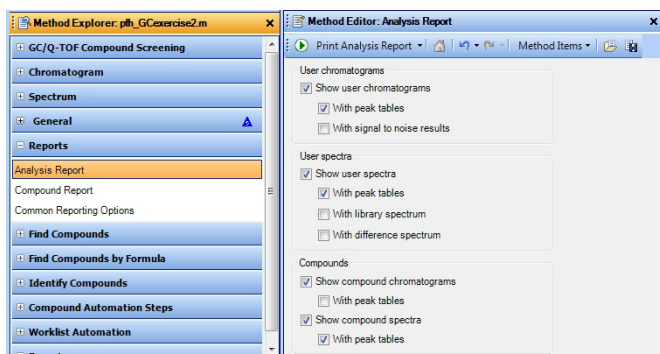 Method Explorer: pfh_GCexercise2.m
GC/Q-TOF Compound Screening
Chromatogram
Spectrum
General
Reports
Analysis Report
Compound Report
Common Reporting Options
Find Compounds
Find Compounds by Formula
Identify Compounds
Compound Automation Steps
Worklist Automation
Method Editor: Analysis Report
Print Analysis Report
Method Items
User chromatograms
Show user chromatograms
With peak tables
With signal to noise results
User spectra
Show user spectra
With peak tables
With library spectrum
With difference spectrum
Compounds
Show compound chromatograms
With peak tables
Show compound spectra
With peak tables